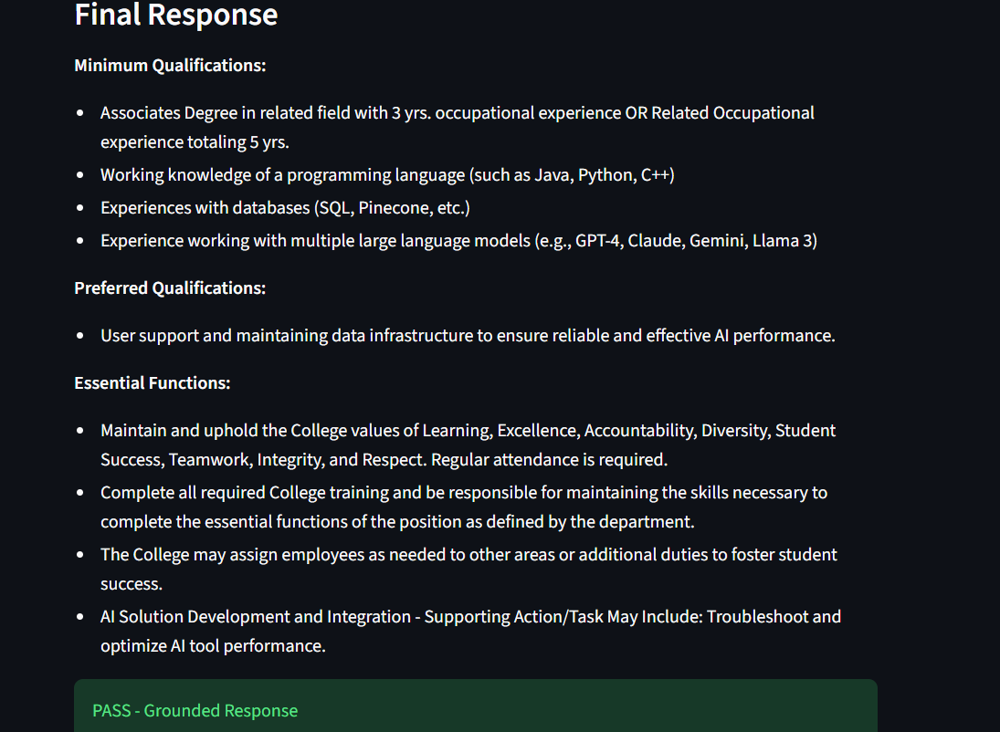 Final Response
Minimum Qualifications:
Associates Degree in related field with 3 yrs. occupational experience OR Related Occupational
experience totaling 5 yrs.
Working knowledge of a programming language (such as Java, Python, C++)
Experiences with databases (SQL, Pinecone, etc.)
Experience working with multiple large language models (e.g., GPT-4, Claude, Gemini, Llama 3)
Preferred Qualifications:
User support and maintaining data infrastructure to ensure reliable and effective AI performance.
Essential Functions:
Maintain and uphold the College values of Learning, Excellence, Accountability, Diversity, Student
Success, Teamwork, Integrity, and Respect. Regular attendance is required.
Complete all required College training and be responsible for maintaining the skills necessary to
complete the essential functions of the position as defined by the department.
The College may assign employees as needed to other areas or additional duties to foster student
success.
AI Solution Development and Integration - Supporting Action/Task May Include: Troubleshoot and
optimize AI tool performance.
PASS - Grounded Response